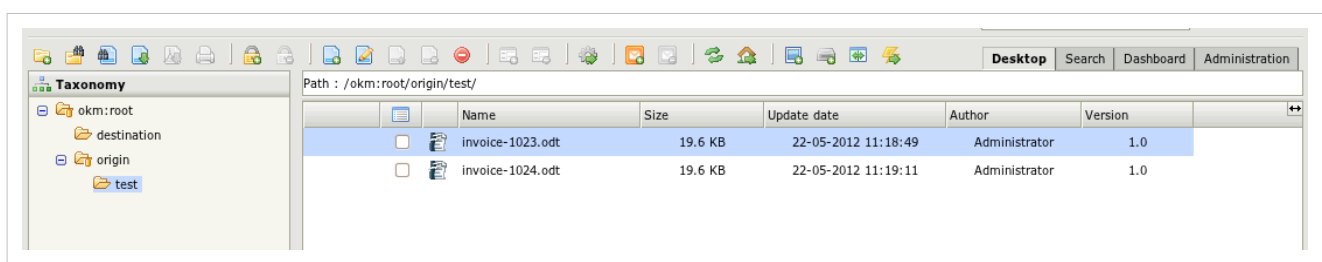 Desktop Search Dashboard Administration
Taxonomy
Path : /okm:root/origin/test/
okm:root
destination
origin
test
Name Size Update date Author Version
invoice-1023.odt 19.6 KB 22-05-2012 11:18:49 Administrator 1.0
invoice-1024.odt 19.6 KB 22-05-2012 11:19:11 Administrator 1.0